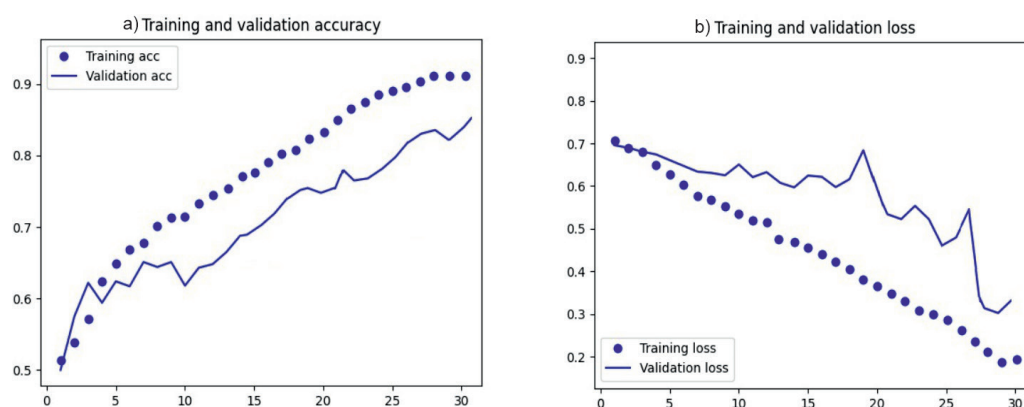 a) Training and validation accuracy
Training acc
Validation acc
0.9
0.8
0.7
0.6
0.5
0 5 10 15 20 25 30
b) Training and validation loss
0.9
0.8
0.7
0.6
0.5
0.4
0.3
0.2
Training loss
Validation loss
0 5 10 15 20 25 30